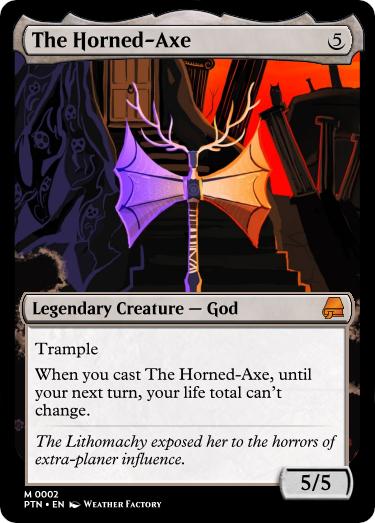 The Horned-Axe 5
Legendary Creature — God
Trample
When you cast The Horned-Axe, until
your next turn, your life total can't
change.
The Lithomachy exposed her to the horrors of
extra-planer influence.
5/5
M 0002
PTN • EN Weather Factory